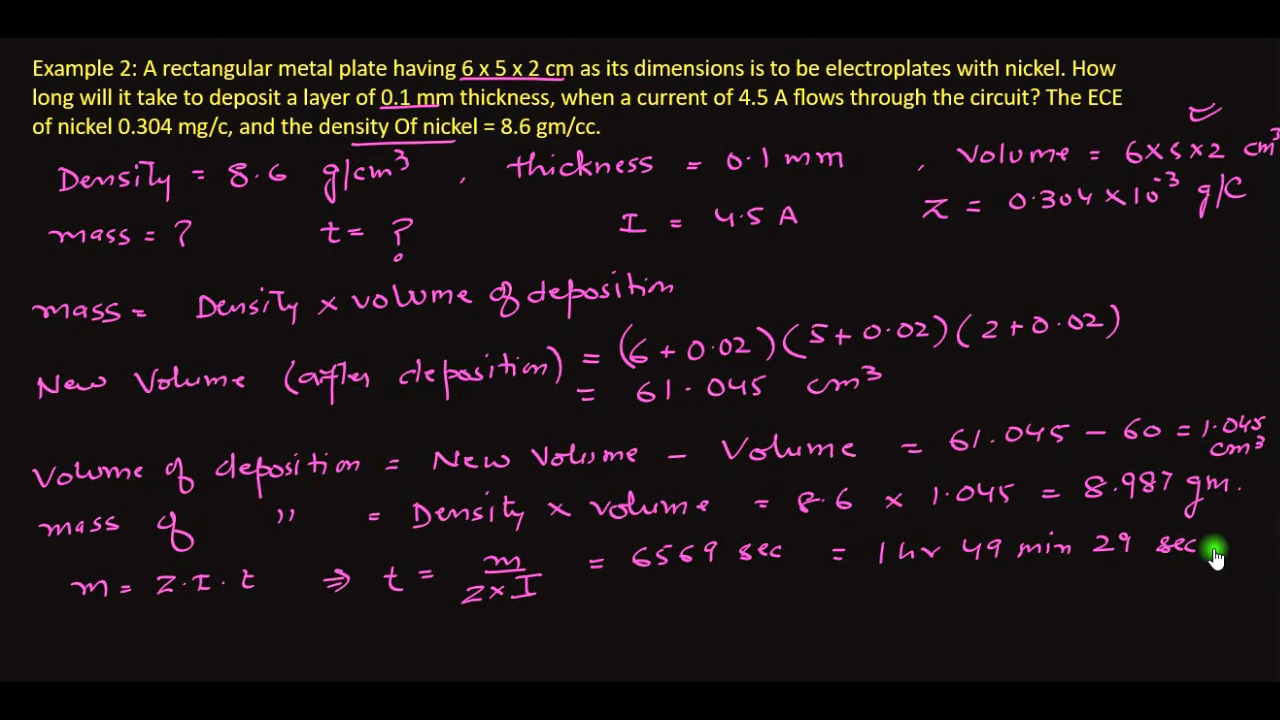 Example 2: A rectangular metal plate having 6 x 5 x 2 cm as its dimensions is to be electroplates with nickel. How
long will it take to deposit a layer of 0.1 mm thickness, when a current of 4.5 A flows through the circuit? The ECE
of nickel 0.304 mg/c, and the density Of nickel = 8.6 gm/cc.
Density = 8.6 g/cm³ , thickness = 0.1 mm , Volume = 6×5×2 cm³
mass = ? t = ? I = 4.5 A Z = 0.304 × 10⁻³ g/C
mass = Density × volume of deposition
New Volume (after deposition) = (6 + 0.02)(5 + 0.02)(2 + 0.02)
= 61.045 cm³
Volume of deposition = New Volume - Volume = 61.045 - 60 = 1.045 cm³
mass of " = Density × volume = 8.6 × 1.045 = 8.987 gm.
m = Z.I.t ⇒ t = m/Z×I = 6569 sec = 1 hr 49 min 29 sec